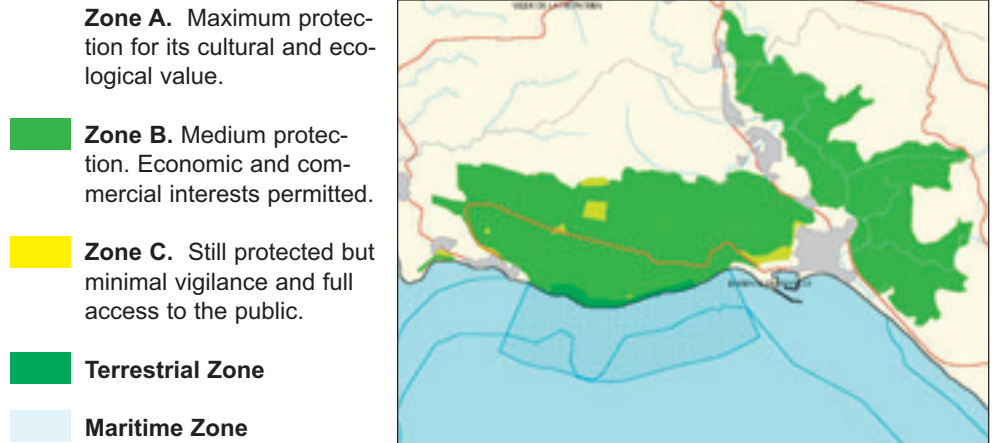 Zone A. Maximum protec-
tion for its cultural and eco-
logical value.
Zone B. Medium protec-
tion. Economic and com-
mercial interests permitted.
Zone C. Still protected but
minimal vigilance and full
access to the public.
Terrestrial Zone
Maritime Zone